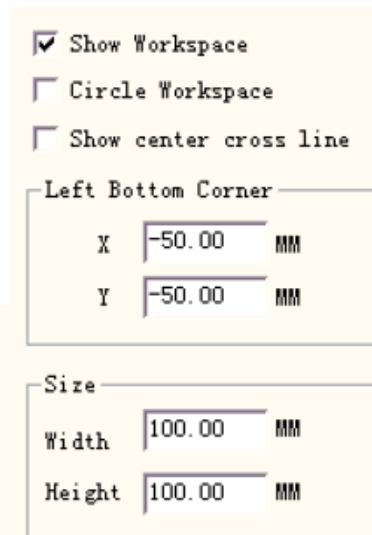 Show Workspace
Circle Workspace
Show center cross line
Left Bottom Corner
X -50.00 MM
Y -50.00 MM
Size
Width 100.00 MM
Height 100.00 MM